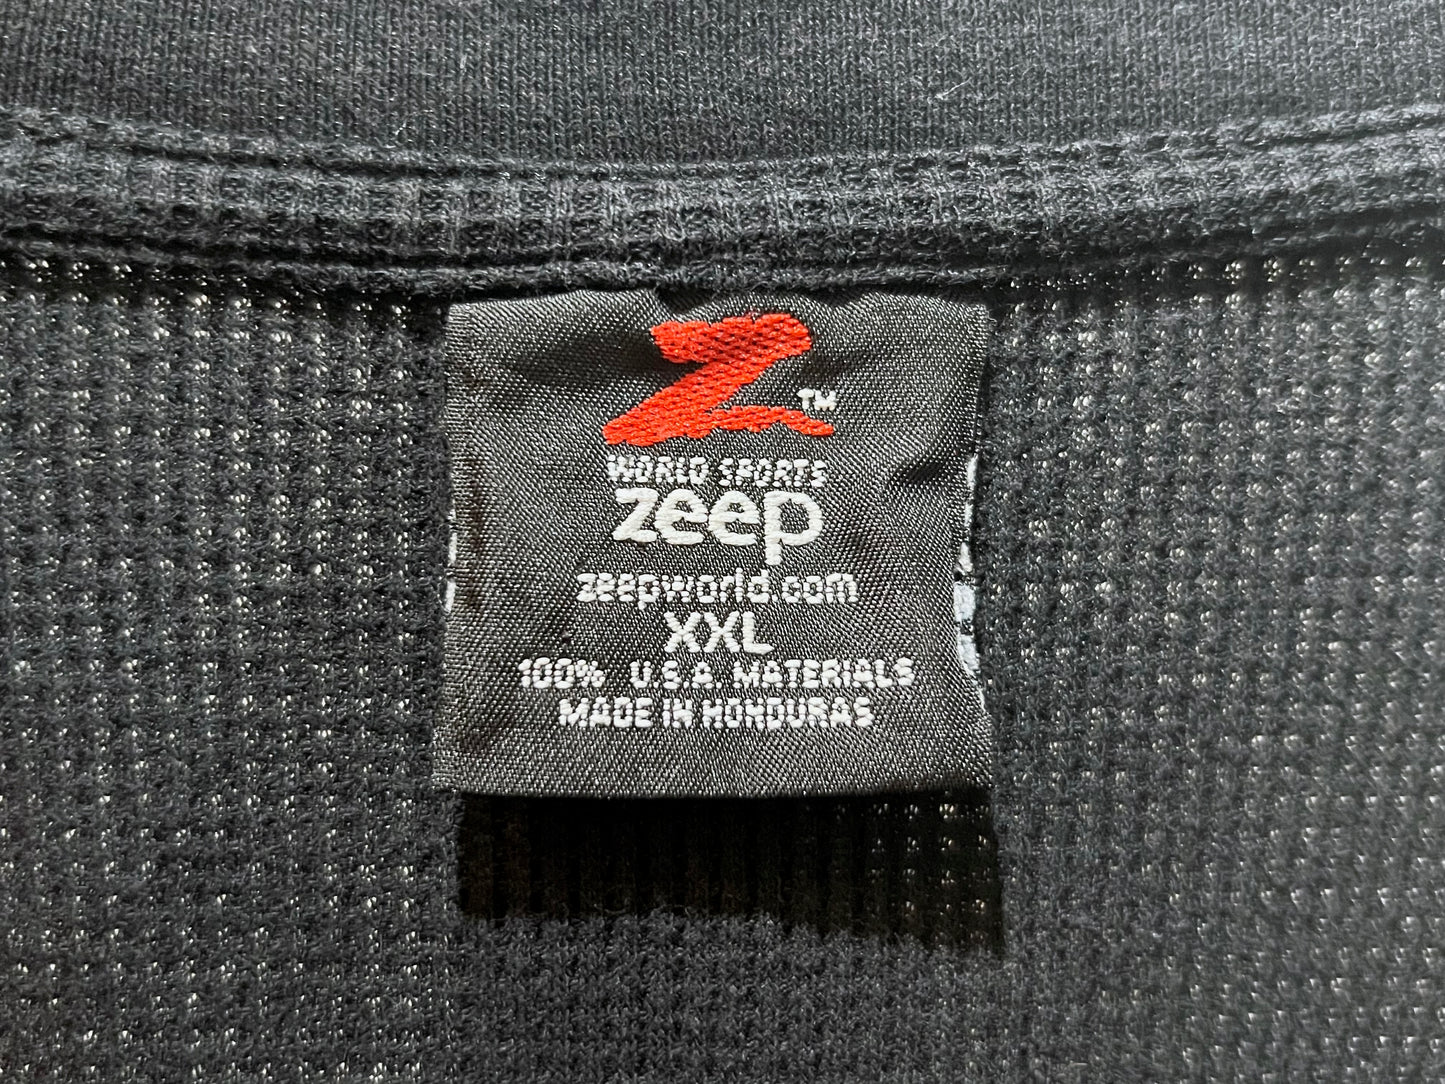 Z™
WORLD SPORTS
zeep
zeepworld.com
XXL
100% U.S.A. MATERIALS
MADE IN HONDURAS